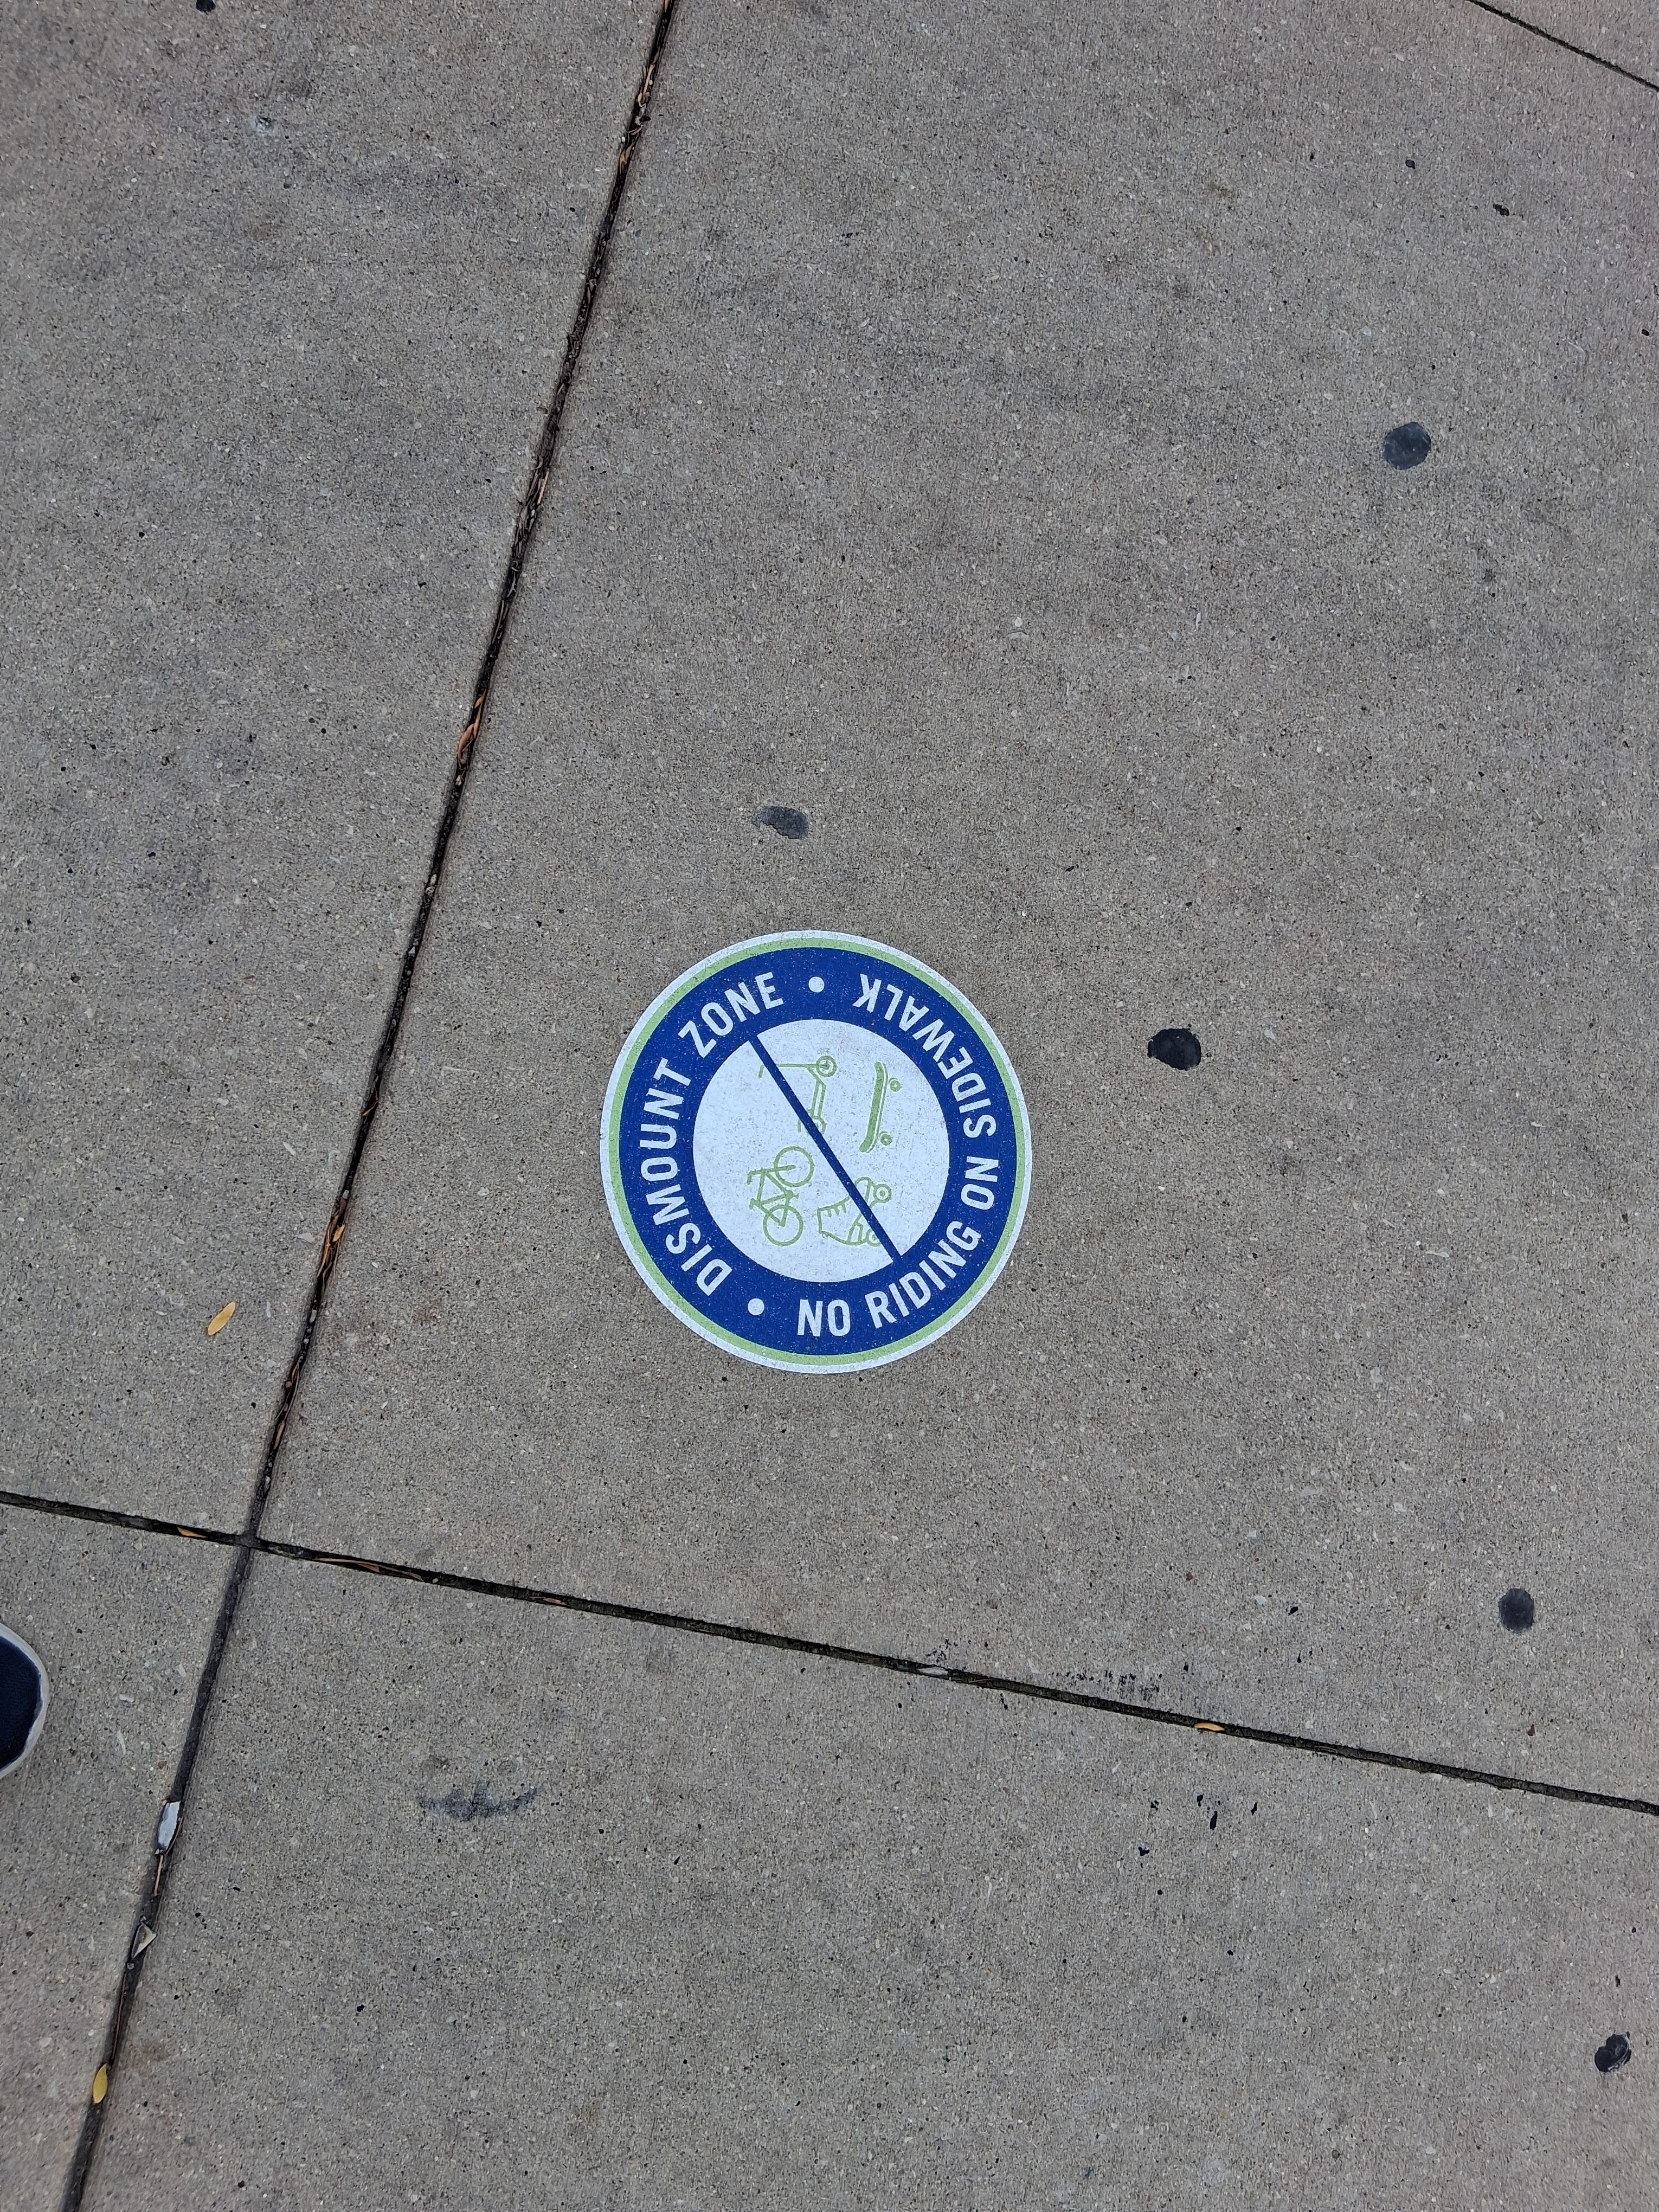 DISMOUNT ZONE
NO RIDING ON SIDEWALK